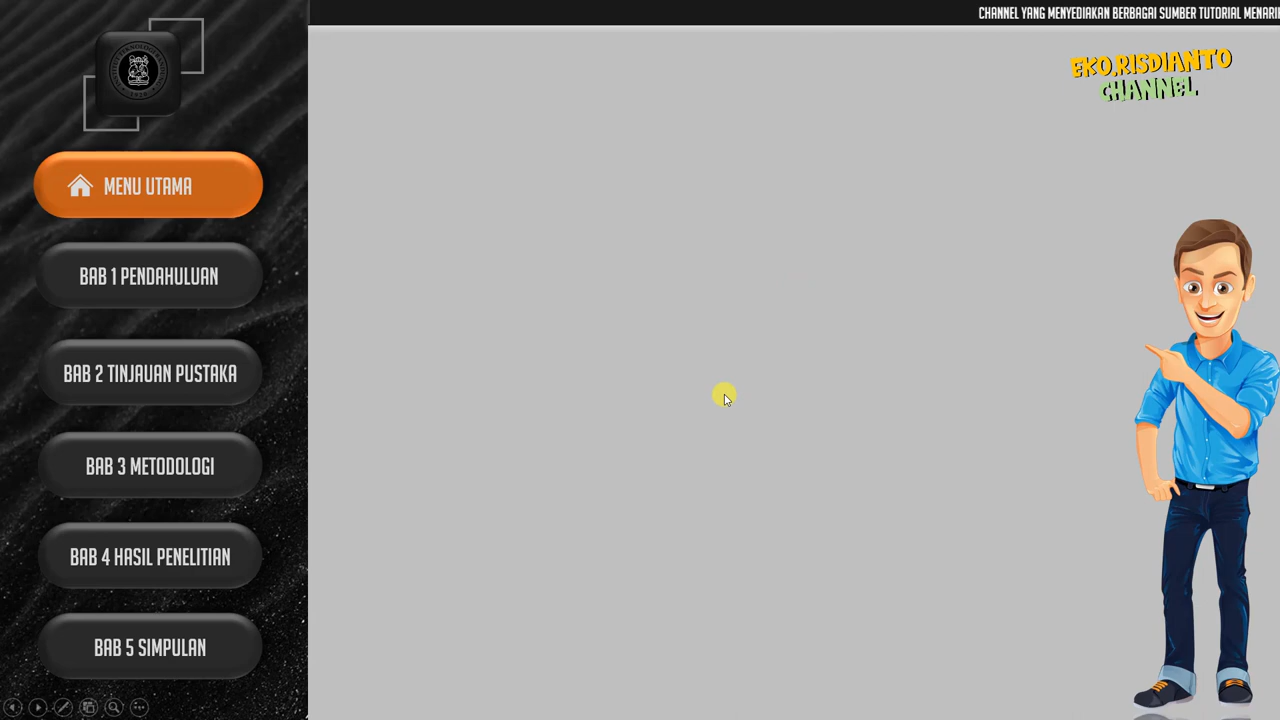 CHANNEL YANG MENYEDIAKAN BERBAGAI SUMBER TUTORIAL MENARI
EKO.RISDIANTO
CHANNEL
MENU UTAMA
BAB 1 PENDAHULUAN
BAB 2 TINJAUAN PUSTAKA
BAB 3 METODOLOGI
BAB 4 HASIL PENELITIAN
BAB 5 SIMPULAN